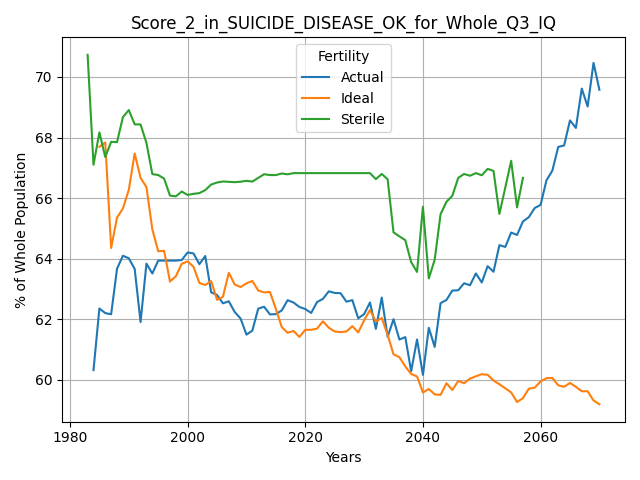 Score_2_in_SUICIDE_DISEASE_OK_for_Whole_Q3_IQ
Fertility
Actual
Ideal
Sterile
% of Whole Population
70
68
66
64
62
60
1980
2000
2020
2040
2060
Years